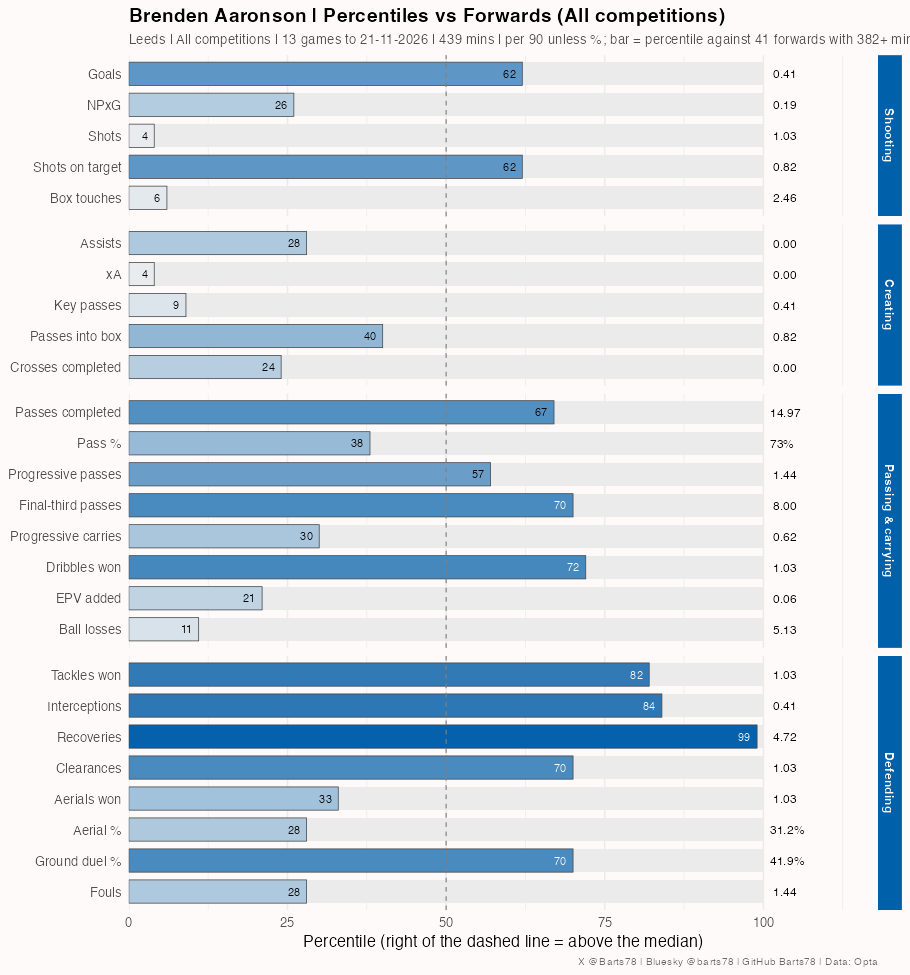 Brenden Aaronson | Percentiles vs Forwards (All competitions)
Leeds | All competitions | 13 games to 21-11-2026 | 439 mins | per 90 unless %; bar = percentile against 41 forwards with 382+ mi
Goals 62 0.41
NPxG 26 0.19
Shots 4 1.03
Shots on target 62 0.82
Box touches 6 2.46
Shooting
Assists 28 0.00
xA 4 0.00
Key passes 9 0.41
Passes into box 40 0.82
Crosses completed 24 0.00
Creating
Passes completed 67 14.97
Pass % 38 73%
Progressive passes 57 1.44
Final-third passes 70 8.00
Progressive carries 30 0.62
Dribbles won 72 1.03
EPV added 21 0.06
Ball losses 11 5.13
Passing & carrying
Tackles won 82 1.03
Interceptions 84 0.41
Recoveries 99 4.72
Clearances 70 1.03
Aerials won 33 1.03
Aerial % 28 31.2%
Ground duel % 70 41.9%
Fouls 28 1.44
Defending
0 25 50 75 100
Percentile (right of the dashed line = above the median)
X @Barts78 | Bluesky @barts78 | GitHub Barts78 | Data: Opta